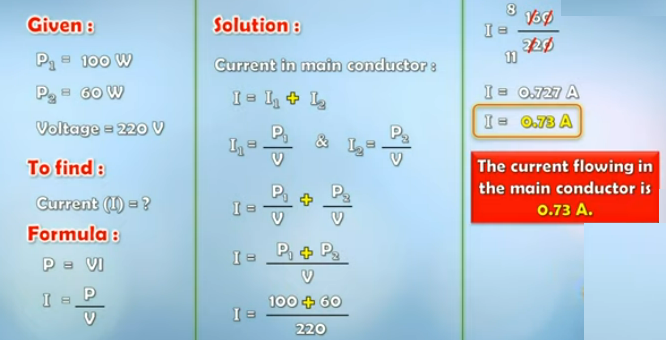 Given :
P₁ = 100 W
P₂ = 60 W
Voltage = 220 V
To find :
Current (I) = ?
Formula :
P = VI
I = P
V
Solution :
Current in main conductor :
I = I₁ + I₂
I₁ = P₁ & I₂ = P₂
V V
I = P₁ + P₂
V V
I = P₁ + P₂
V
I = 100 + 60
220
8
I = 160
220
11
I = 0.727 A
I = 0.73 A
The current flowing in
the main conductor is
0.73 A.